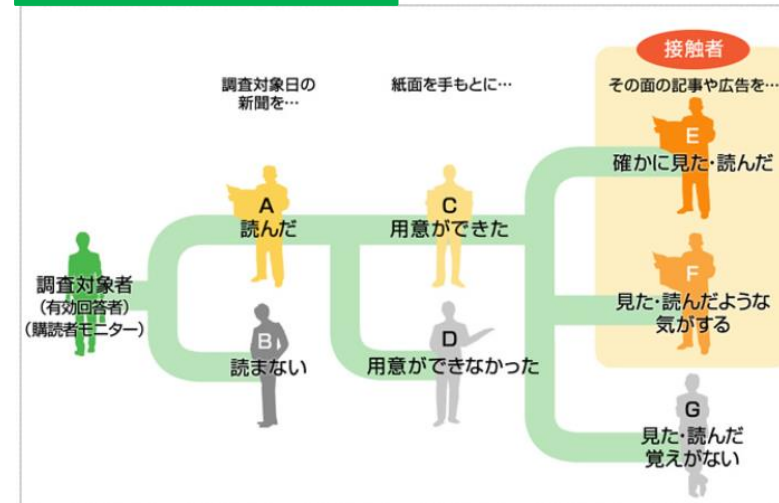 接触者
調査対象日の
新聞を…
紙面を手もとに…
その面の記事や広告を…
A
読んだ
C
用意ができた
E
確かに見た・読んだ
調査対象者
(有効回答者)
(購読者モニター)
B
読まない
D
用意ができなかった
F
見た・読んだような
気がする
G
見た・読んだ
覚えがない